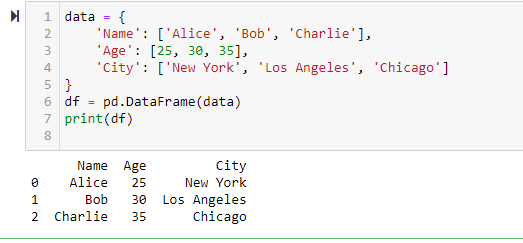 1 data = {
2     'Name': ['Alice', 'Bob', 'Charlie'],
3     'Age': [25, 30, 35],
4     'City': ['New York', 'Los Angeles', 'Chicago']
5 }
6 df = pd.DataFrame(data)
7 print(df)
8
      Name  Age         City
0    Alice   25     New York
1      Bob   30  Los Angeles
2  Charlie   35      Chicago